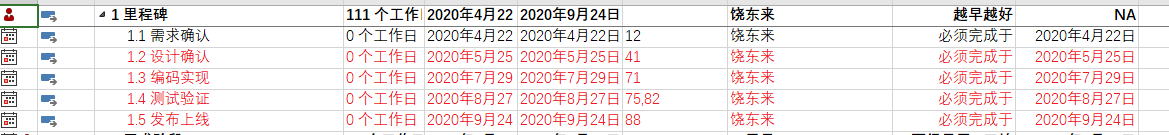 1 里程碑 111 个工作日 2020年4月22 2020年9月24日 饶东来 越早越好 NA
1.1 需求确认 0 个工作日 2020年4月22 2020年4月22日 12 饶东来 必须完成于 2020年4月22日
1.2 设计确认 0 个工作日 2020年5月25 2020年5月25日 41 饶东来 必须完成于 2020年5月25日
1.3 编码实现 0 个工作日 2020年7月29 2020年7月29日 71 饶东来 必须完成于 2020年7月29日
1.4 测试验证 0 个工作日 2020年8月27 2020年8月27日 75,82 饶东来 必须完成于 2020年8月27日
1.5 发布上线 0 个工作日 2020年9月24 2020年9月24日 88 饶东来 必须完成于 2020年9月24日